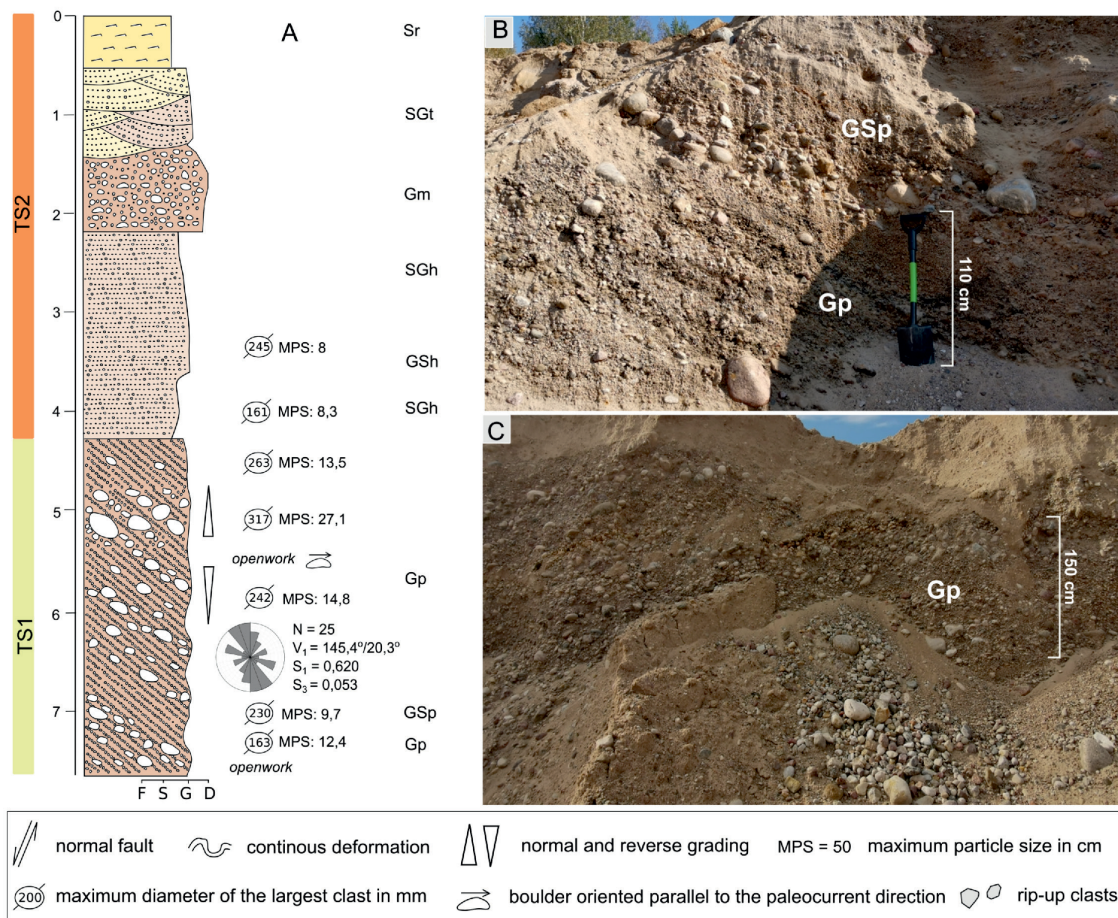 A
TS2
TS1
0
1
2
3
4
5
6
7
Sr
SGt
Gm
SGh
245 MPS: 8
GSh
161 MPS: 8,3
SGh
263 MPS: 13,5
317 MPS: 27,1
openwork
Gp
242 MPS: 14,8
N = 25
V₁ = 145,4º/20,3º
S₁ = 0,620
S₃ = 0,053
230 MPS: 9,7
GSp
163 MPS: 12,4
Gp
openwork
F S G D
B
GSp
Gp
110 cm
C
Gp
150 cm
normal fault
continous deformation
normal and reverse grading
MPS = 50 maximum particle size in cm
200 maximum diameter of the largest clast in mm
boulder oriented parallel to the paleocurrent direction
rip-up clasts